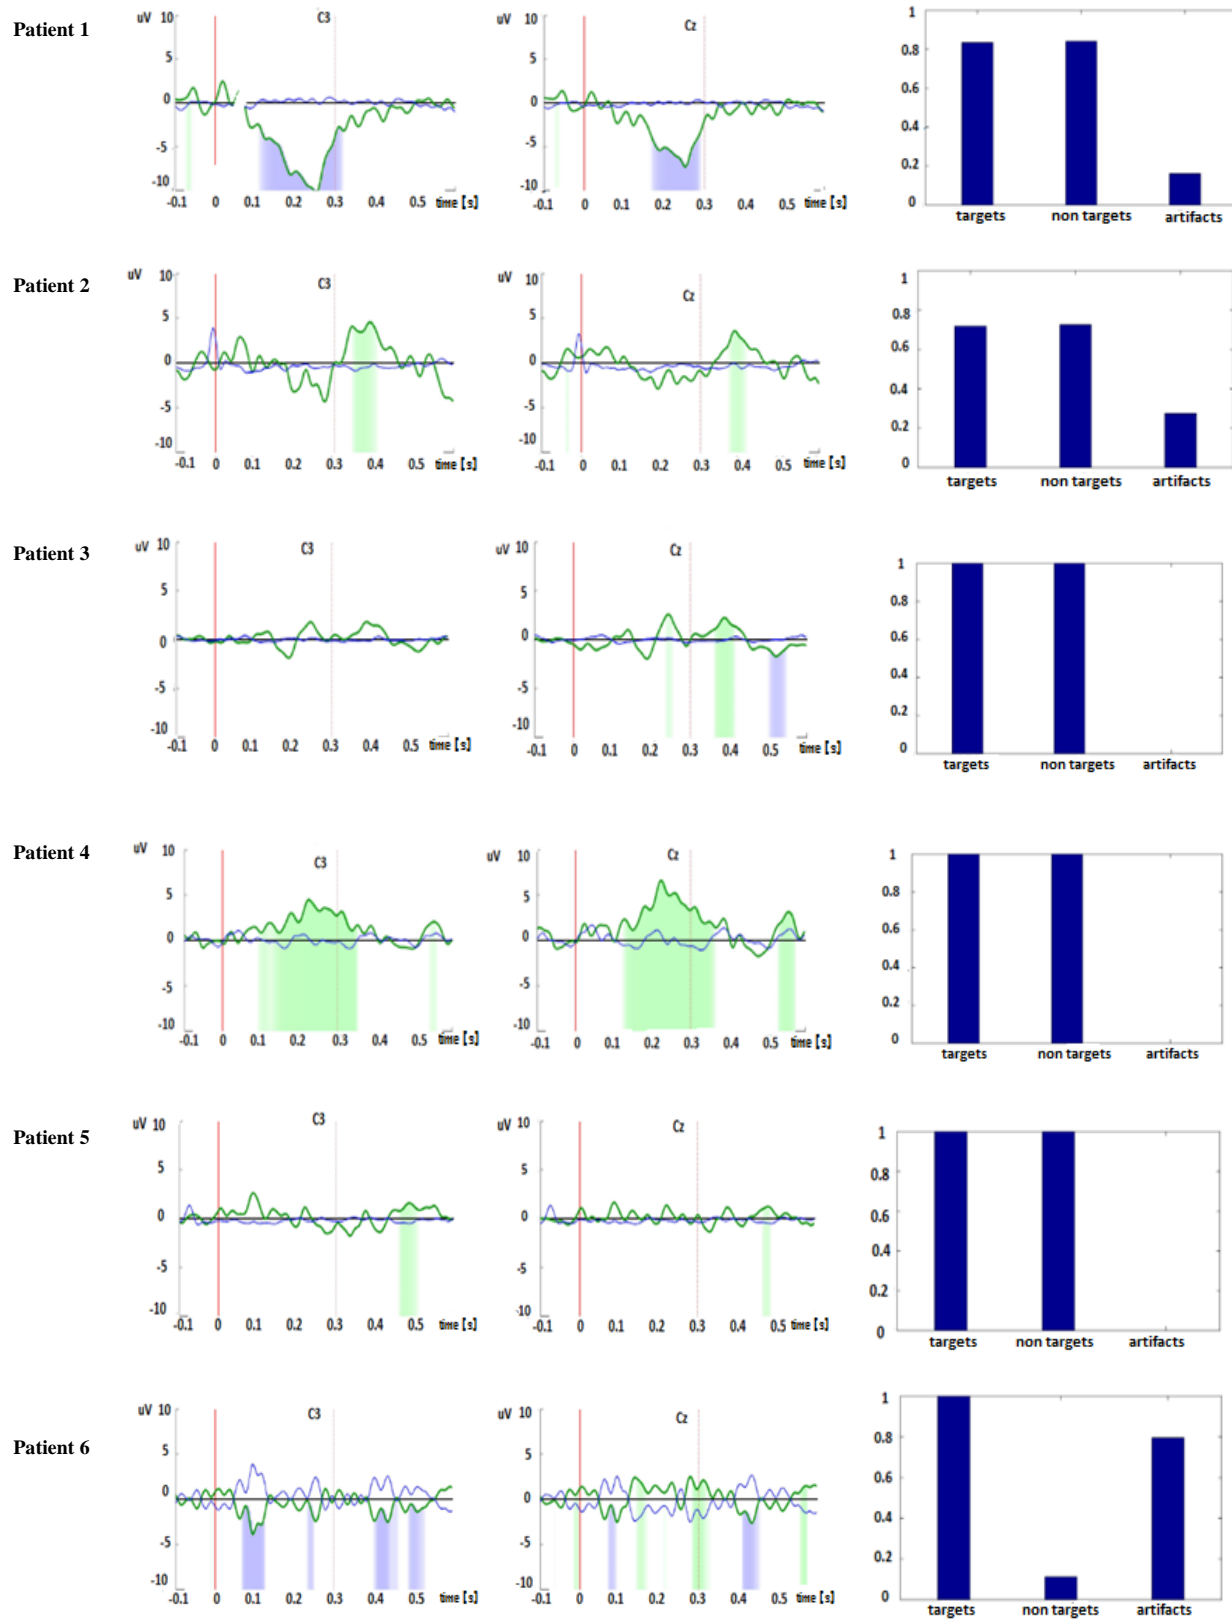 Patient 1
uV 10 5 0 -5 -10
C3
-0.1 0 0.1 0.2 0.3 0.4 0.5 time [s]
uV 10 5 0 -5 -10
Cz
-0.1 0 0.1 0.2 0.3 0.4 0.5 time [s]
1 0.8 0.6 0.4 0.2 0
targets non targets artifacts
Patient 2
uV 10 5 0 -5 -10
C3
-0.1 0 0.1 0.2 0.3 0.4 0.5 time [s]
uV 10 5 0 -5 -10
Cz
-0.1 0 0.1 0.2 0.3 0.4 0.5 time [s]
1 0.8 0.6 0.4 0.2 0
targets non targets artifacts
Patient 3
uV 10 5 0 -5 -10
C3
-0.1 0 0.1 0.2 0.3 0.4 0.5 time [s]
uV 10 5 0 -5 -10
Cz
-0.1 0 0.1 0.2 0.3 0.4 0.5 time [s]
1 0.8 0.6 0.4 0.2 0
targets non targets artifacts
Patient 4
uV 10 5 0 -5 -10
C3
-0.1 0 0.1 0.2 0.3 0.4 0.5 time [s]
uV 10 5 0 -5 -10
Cz
-0.1 0 0.1 0.2 0.3 0.4 0.5 time [s]
1 0.8 0.6 0.4 0.2 0
targets non targets artifacts
Patient 5
uV 10 5 0 -5 -10
C3
-0.1 0 0.1 0.2 0.3 0.4 0.5 time [s]
uV 10 5 0 -5 -10
Cz
-0.1 0 0.1 0.2 0.3 0.4 0.5 time [s]
1 0.8 0.6 0.4 0.2 0
targets non targets artifacts
Patient 6
uV 10 5 0 -5 -10
C3
-0.1 0 0.1 0.2 0.3 0.4 0.5 time [s]
uV 10 5 0 -5 -10
Cz
-0.1 0 0.1 0.2 0.3 0.4 0.5 time [s]
1 0.8 0.6 0.4 0.2 0
targets non targets artifacts